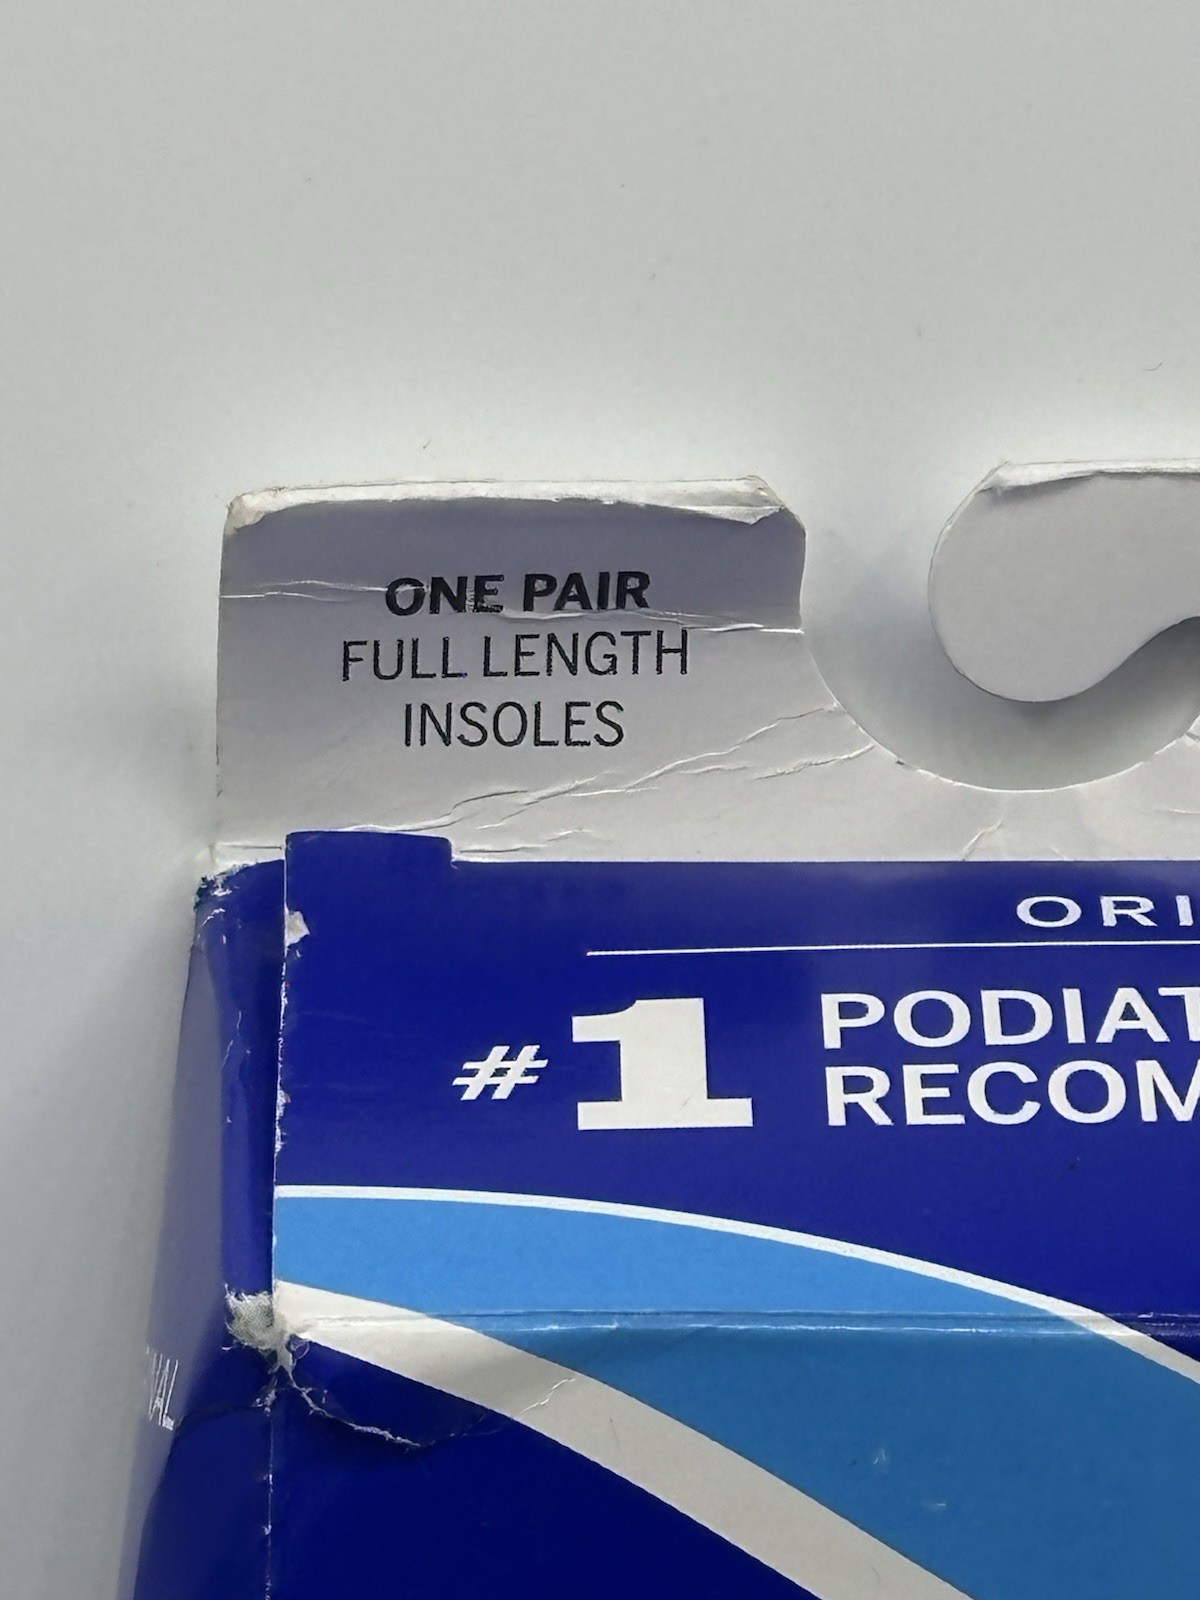 ONE PAIR
FULL LENGTH
INSOLES
ORI
#1 PODIAT
RECOM